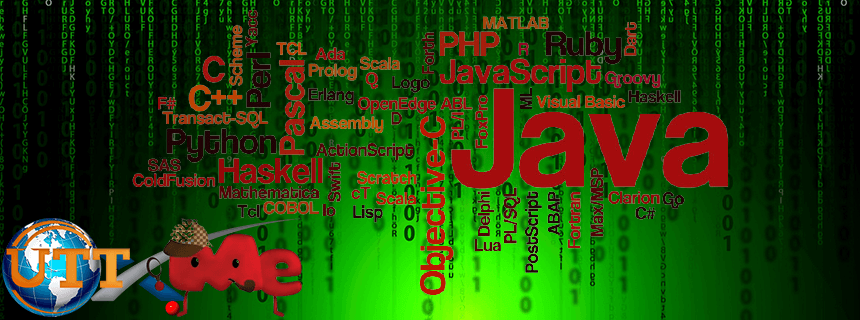 MATLAB
PHP
R
Ruby
Dart
Forth
JavaScript
Groovy
ML
Visual Basic
Haskell
Java
Scheme
TCL
Ada
Prolog
Scala
Q
Logo
C
Perl
Pascal
Erlang
OpenEdge ABL
PL/I
FoxPro
F#
C++
Transact-SQL
Assembly
D
Python
ActionScript
Objective-C
SAS
ColdFusion
Haskell
Swift
Scratch
Mathematica
cT
Scala
Tcl
COBOL
Io
Lisp
Delphi
Lua
PL/SQL
PostScript
ABAP
Fortran
Max/MSP
Clarion
Go
C#
UTT